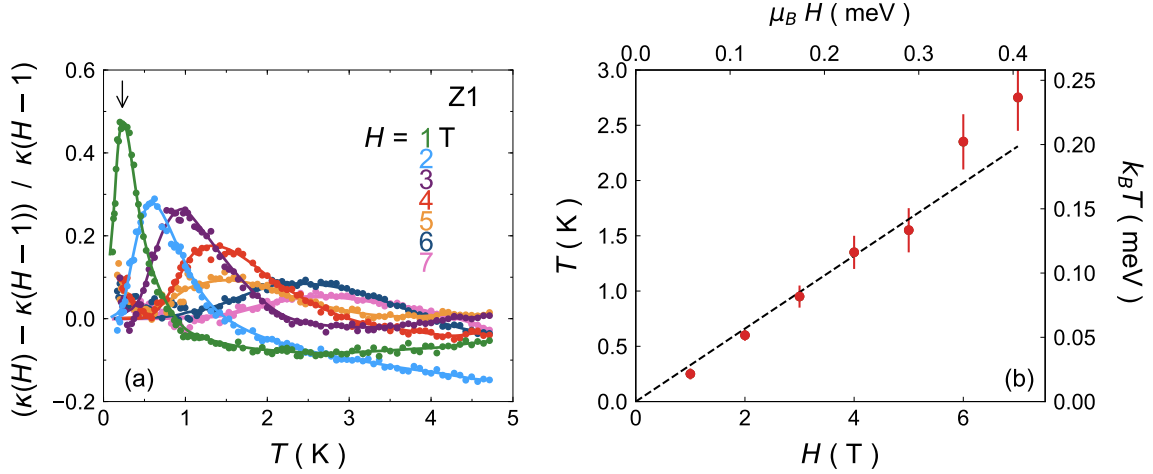 (κ(H) − κ(H − 1)) / κ(H − 1)
0.6
0.4
0.2
0.0
−0.2
0 1 2 3 4 5
T ( K )
Z1
H = 1 T
2
3
4
5
6
7
(a)
μB H ( meV )
0.0 0.1 0.2 0.3 0.4
T ( K )
3.0
2.5
2.0
1.5
1.0
0.5
0.0
0 2 4 6
H ( T )
0.25
0.20
0.15
0.10
0.05
0.00
kBT ( meV )
(b)